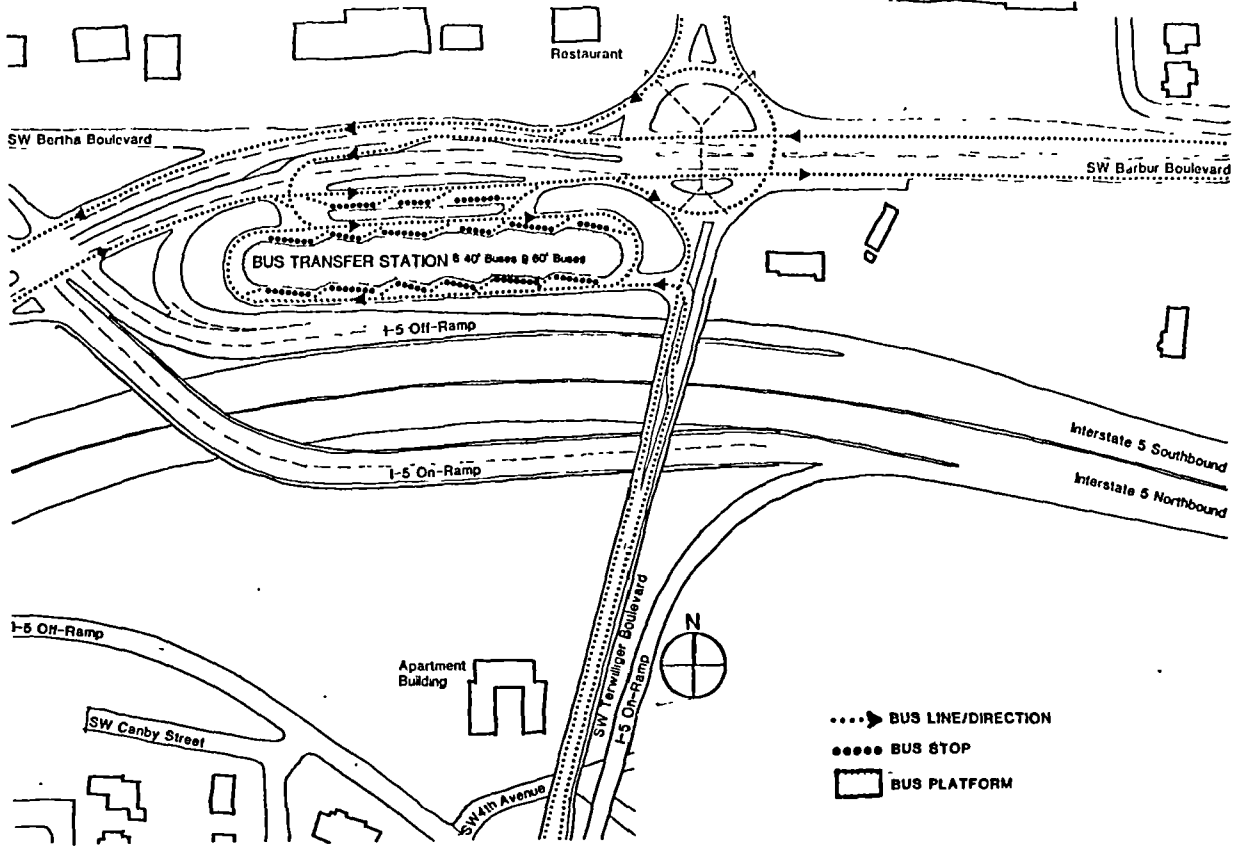 Restaurant
SW Bertha Boulevard
SW Barbur Boulevard
BUS TRANSFER STATION 8 40' Buses 9 60' Buses
I-5 Off-Ramp
Interstate 5 Southbound
I-5 On-Ramp
Interstate 5 Northbound
SW Terwilliger Boulevard
I-5 On-Ramp
N
I-5 Off-Ramp
Apartment
Building
SW Canby Street
SW 4th Avenue
BUS LINE/DIRECTION
BUS STOP
BUS PLATFORM